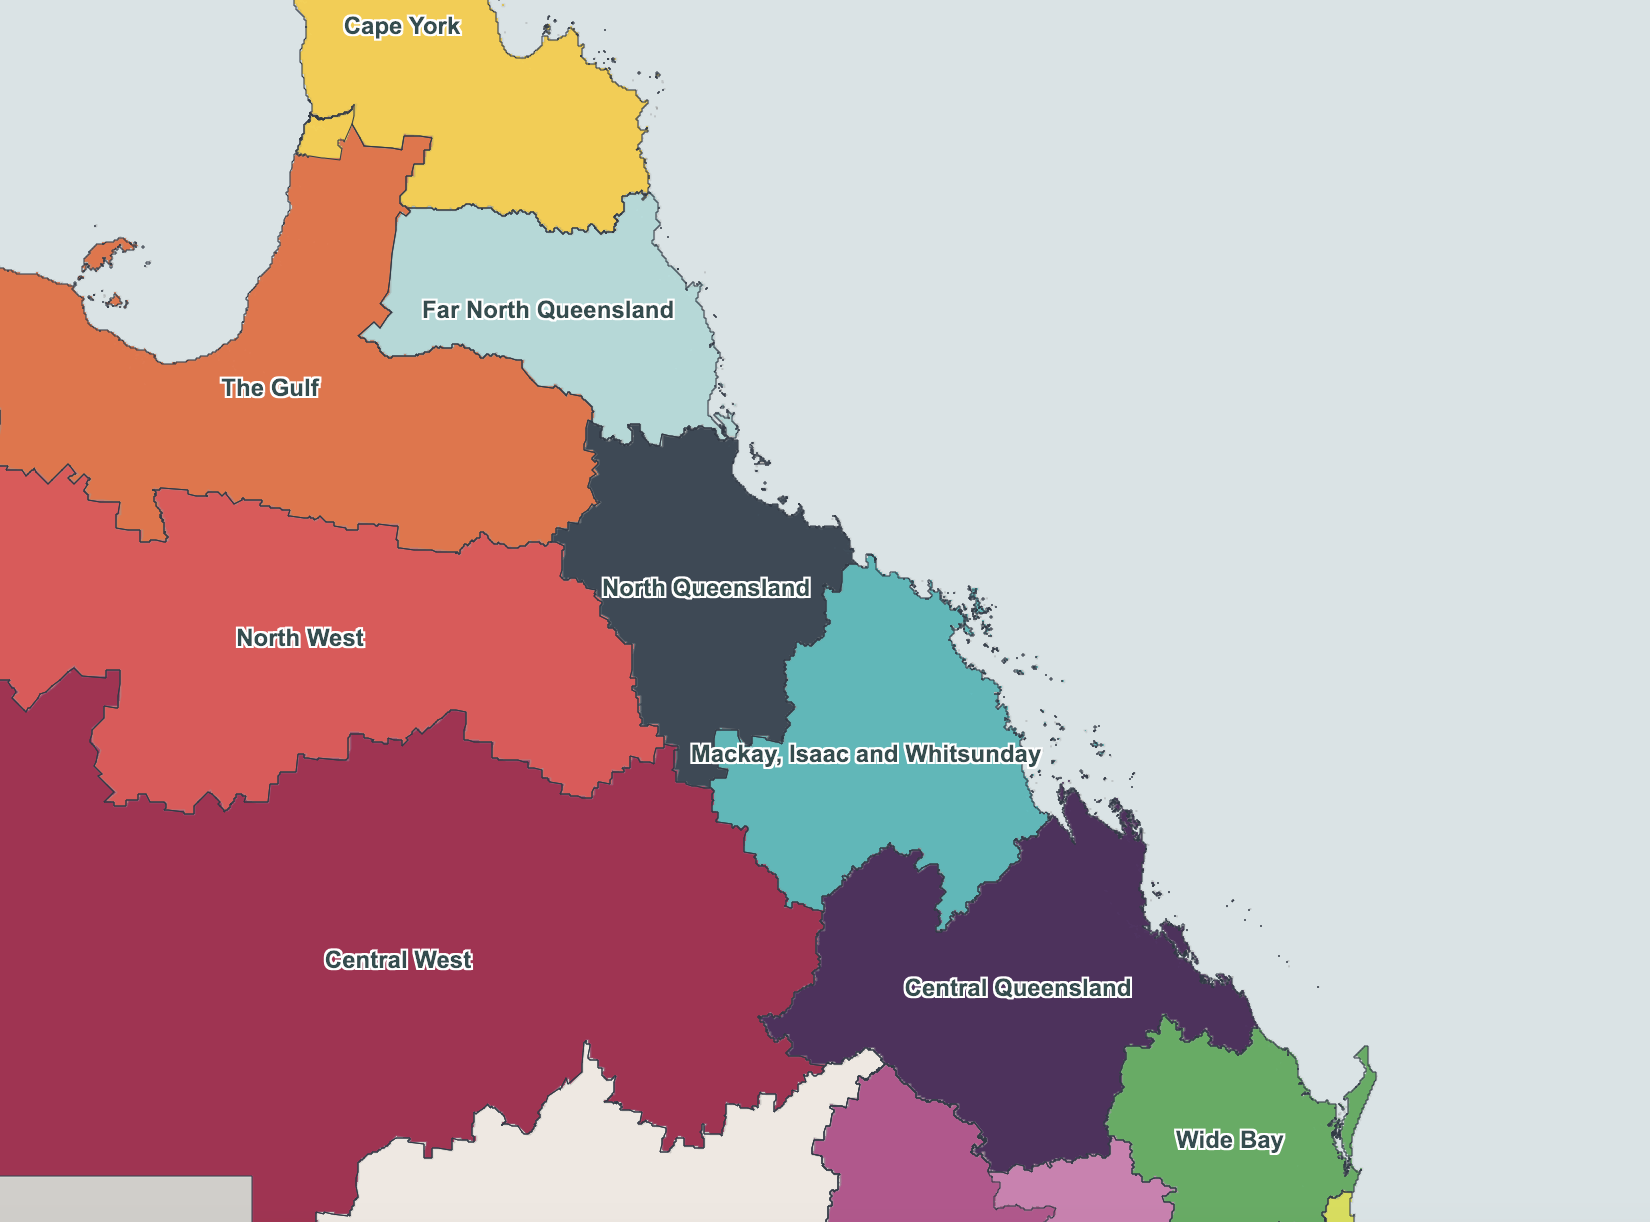 Cape York
Far North Queensland
The Gulf
North Queensland
North West
Mackay, Isaac and Whitsunday
Central West
Central Queensland
Wide Bay